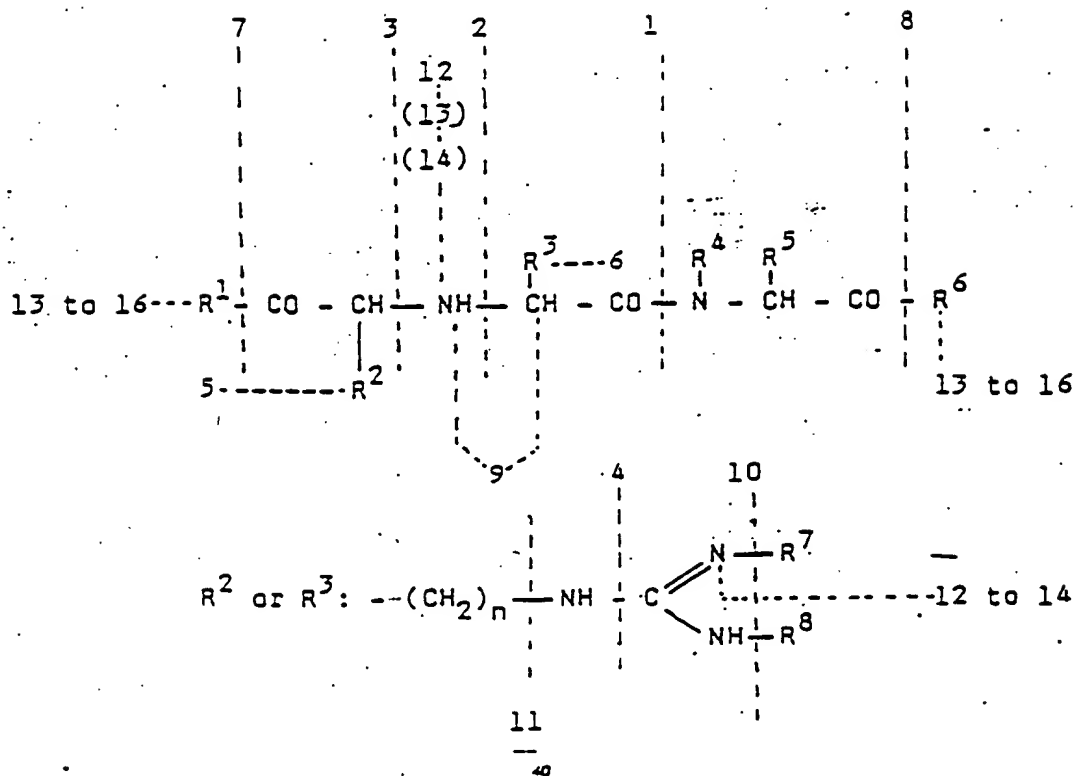 7 3 2 1 8
12
(13)
(14)
R³ 6 R⁴ R⁵
13 to 16 R¹ - CO - CH - NH - CH - CO - N - CH - CO - R⁶
5 R² 13 to 16
9 4 10
N - R⁷
R² or R³: -(CH₂)ₙ - NH - C 12 to 14
NH - R⁸
11